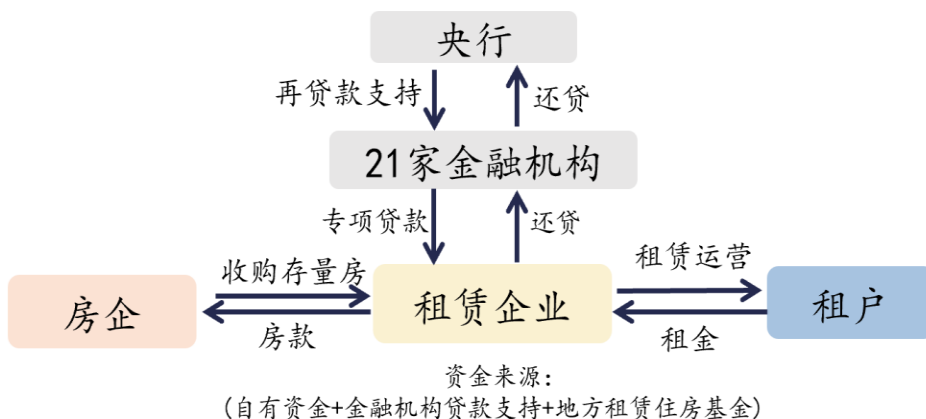 央行
再贷款支持
还贷
21家金融机构
专项贷款
还贷
收购存量房
租赁运营
房企
租赁企业
租户
房款
租金
资金来源:
(自有资金+金融机构贷款支持+地方租赁住房基金)